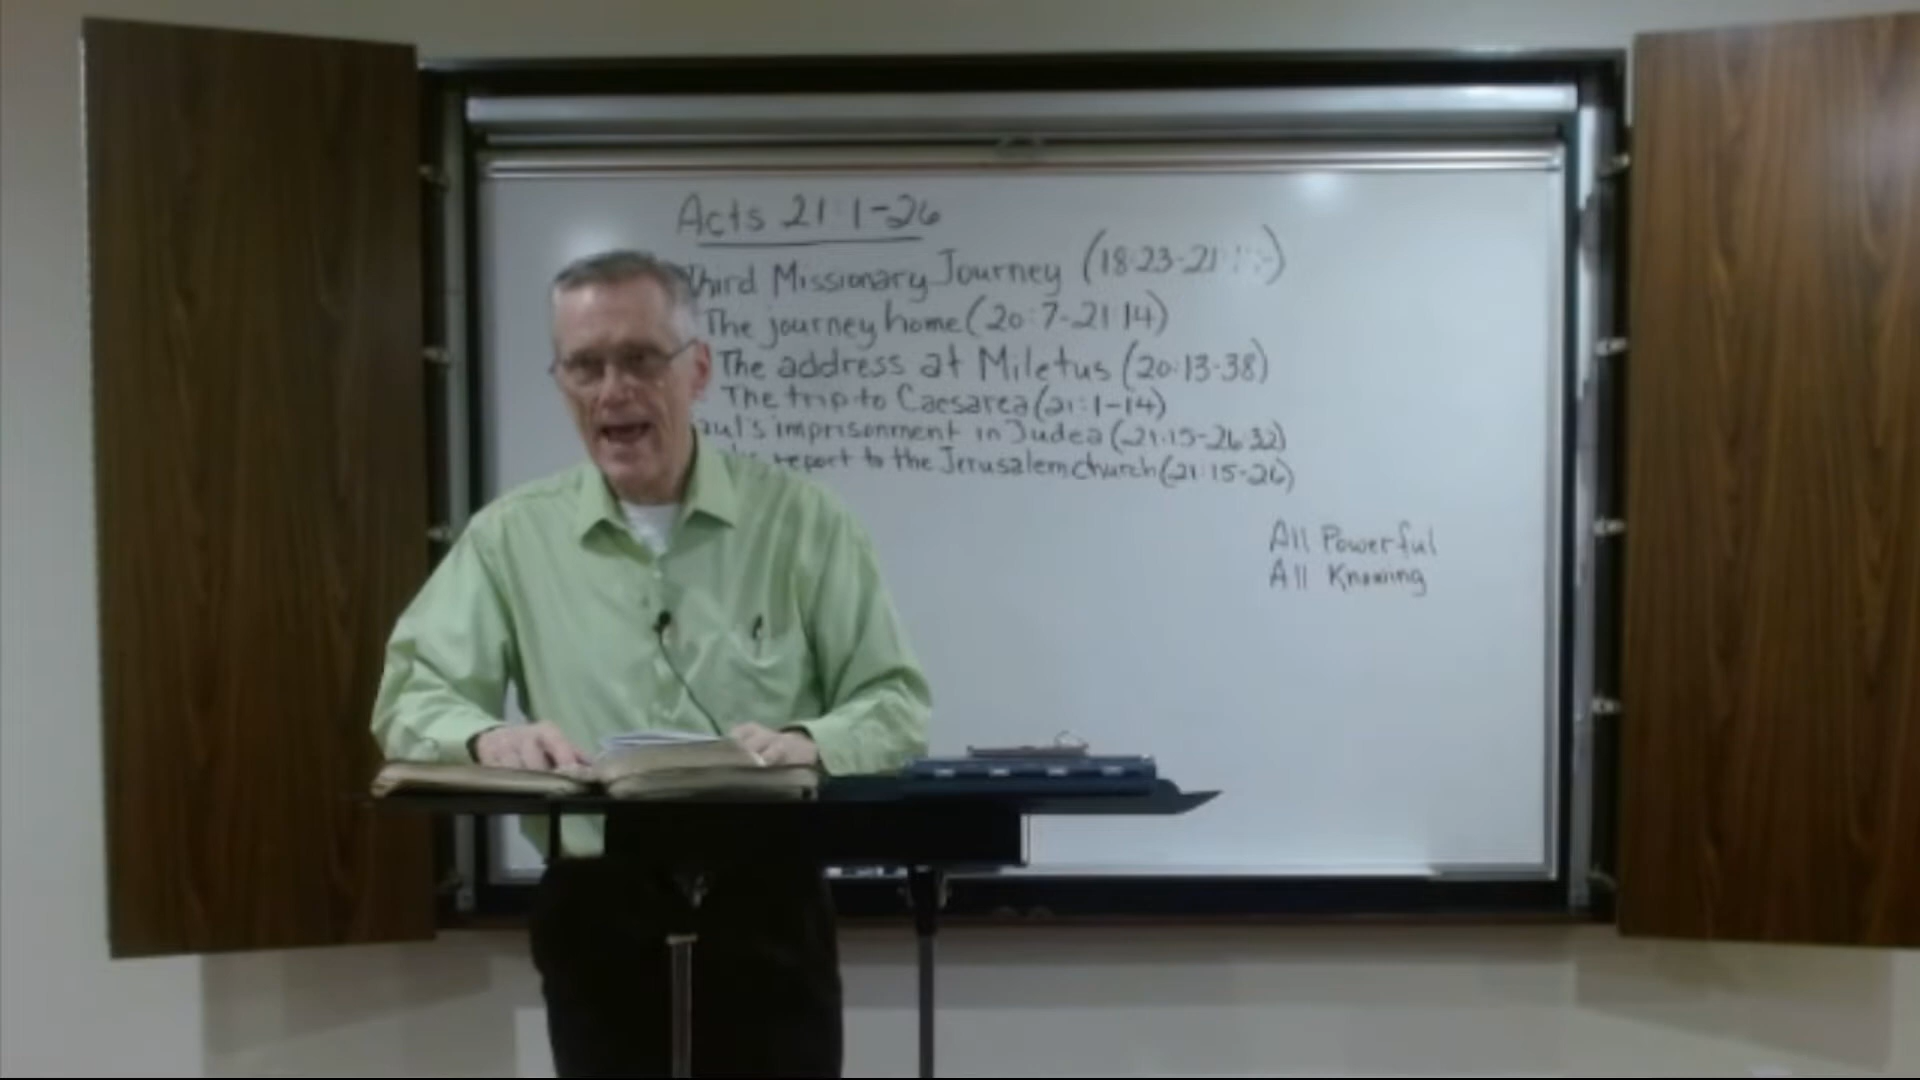 Acts 21:1-26
Third Missionary Journey (18:23-21:
The journey home (20:7-21:14)
The address at Miletus (20:13-38)
The trip to Caesarea (21:1-14)
aul's imprisonment in Judea (21:15-26:32)
report to the Jerusalem church (21:15-26)
All Powerful
All Knowing